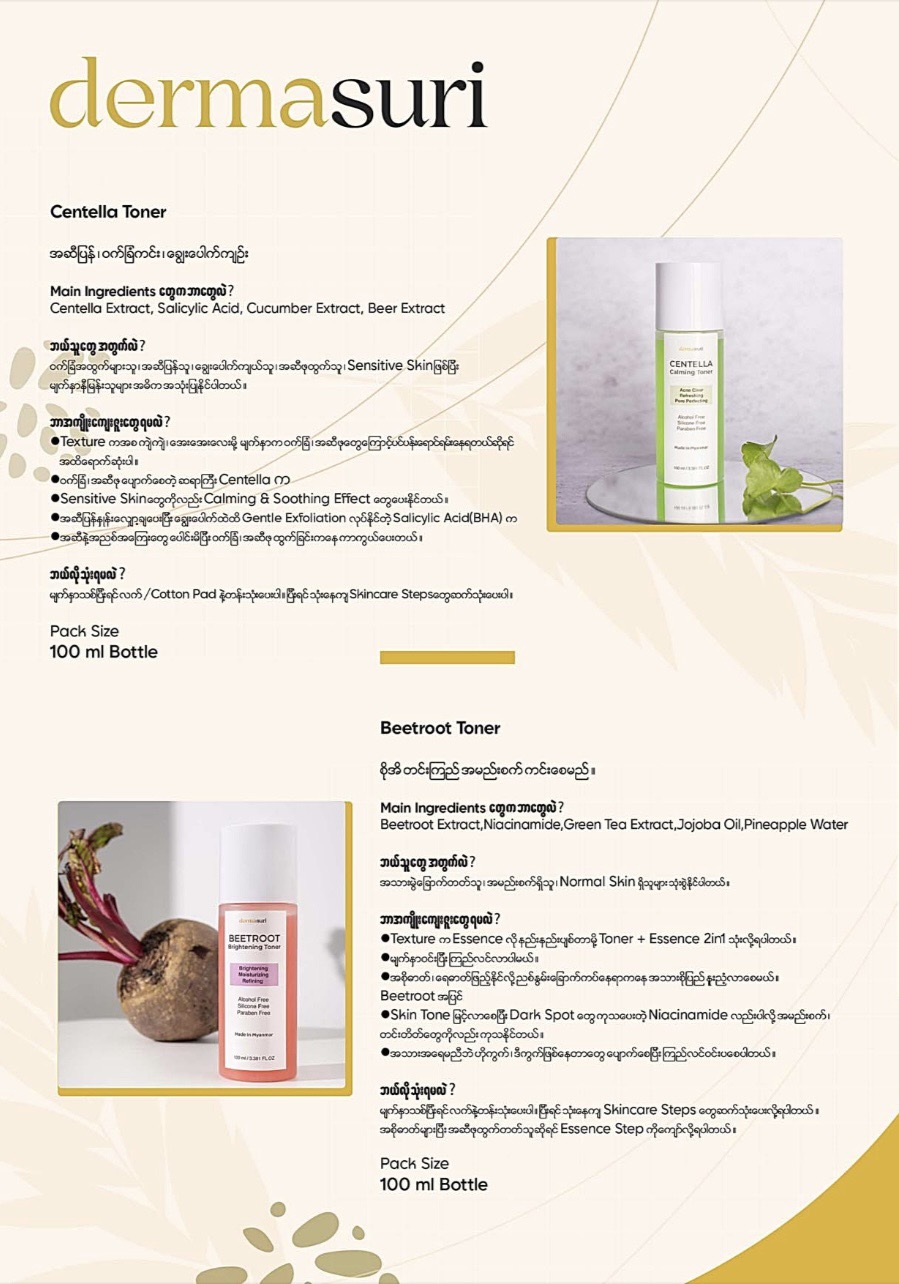 dermasuri
Centella Toner
အဆီပြန် ၊ ဝက်ခြံကင်း ၊ ချွေးပေါက်ကျဉ်း
Main Ingredients တွေကဘာတွေလဲ ?
Centella Extract, Salicylic Acid, Cucumber Extract, Beer Extract
ဘယ်သူတွေအတွက်လဲ ?
ဝက်ခြံအထွက်များသူ ၊ အဆီပြန်သူ ၊ ချွေးပေါက်ကျယ်သူ ၊ အဆီဖုထွက်သူ ၊ Sensitive Skin ဖြစ်ပြီး
မျက်နှာနီမြန်းသူများ အဓိက အသုံးပြုနိုင်ပါတယ် ။
ဘာအကျိုးကျေးဇူးတွေရမလဲ ?
●Texture ကအစ ကျဲကျဲ ၊ အေးအေးလေးမို့ မျက်နှာက ဝက်ခြံ ၊ အဆီဖုတွေကြောင့်ပင်ပန်းရောင်ရမ်းနေရတယ်ဆိုရင်
အထိရောက်ဆုံးပါ ။
●ဝက်ခြံ ၊ အဆီဖု ပျောက်စေတဲ့ ဆရာကြီး Centella က
●Sensitive Skin တွေကိုလည်း Calming & Soothing Effect တွေပေးနိုင်တယ် ။
●အဆီပြန်နှုန်းလျှော့ချပေးပြီး ချွေးပေါက်ထဲထိ Gentle Exfoliation လုပ်နိုင်တဲ့ Salicylic Acid(BHA) က
●အဆီနဲ့အညစ်အကြေးတွေ ပေါင်းမိပြီး ဝက်ခြံ ၊ အဆီဖု ထွက်ခြင်းကနေ ကာကွယ်ပေးတယ် ။
ဘယ်လိုသုံးရမလဲ ?
မျက်နှာသစ်ပြီးရင် လက် /Cotton Pad နဲ့တန်းသုံးပေးပါ ။ ပြီးရင် သုံးနေကျ Skincare Steps တွေဆက်သုံးပေးပါ ။
Pack Size
100 ml Bottle
dermasuri
CENTELLA
Calming Toner
Acne Clear
Refreshing
Pore Perfecting
Alcohol Free
Silicone Free
Paraben Free
Made in Myanmar
100 ml / 3.381 FL.OZ
Beetroot Toner
စိုအိ တင်းကြည် အမည်းစက် ကင်းစေမည် ။
Main Ingredients တွေကဘာတွေလဲ ?
Beetroot Extract,Niacinamide,Green Tea Extract,Jojoba Oil,Pineapple Water
ဘယ်သူတွေအတွက်လဲ ?
အသားမွဲခြောက်တတ်သူ ၊ အမည်းစက်ရှိသူ ၊ Normal Skin ရှိသူများ သုံးစွဲနိုင်ပါတယ် ။
ဘာအကျိုးကျေးဇူးတွေရမလဲ ?
●Texture က Essence လို နည်းနည်းပျစ်တာမို့ Toner + Essence 2in1 သုံးလို့ရပါတယ် ။
●မျက်နှာဝင်းပြီး ကြည်လင်လာပါမယ် ။
●အစိုဓာတ် ၊ ရေဓာတ်ဖြည့်နိုင်လို့ ညှစ်နွမ်းခြောက်ကပ်နေရာကနေ အသားစိုပြည် နူးညံ့လာစေမယ် ။
Beetroot အပြင်
●Skin Tone မြင့်လာစေပြီး Dark Spot တွေ ကုသပေးတဲ့ Niacinamide လည်းပါလို့ အမည်းစက် ၊
တင်းတိတ်တွေကိုလည်း ကုသနိုင်တယ် ။
●အသားအရေမညီဘဲ ဟိုကွက် ၊ ဒီကွက်ဖြစ်နေတာတွေ ပျောက်စေပြီး ကြည်လင်ဝင်းပစေပါတယ် ။
ဘယ်လိုသုံးရမလဲ ?
မျက်နှာသစ်ပြီးရင် လက်နဲ့တန်းသုံးပေးပါ ။ ပြီးရင် သုံးနေကျ Skincare Steps တွေဆက်သုံးပေးလို့ရပါတယ် ။
အစိုဓာတ်များပြီး အဆီဖုထွက်တတ်သူဆိုရင် Essence Step ကိုကျော်လို့ရပါတယ် ။
Pack Size
100 ml Bottle
dermasuri
BEETROOT
Brightening Toner
Brightening
Moisturizing
Refining
Alcohol Free
Silicone Free
Paraben Free
Made in Myanmar
100 ml / 3.381 FL.OZ